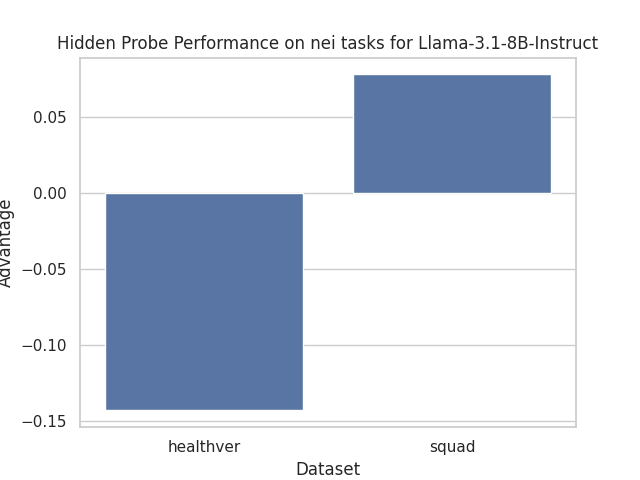 Hidden Probe Performance on nei tasks for Llama-3.1-8B-Instruct
0.05
0.00
−0.05
−0.10
−0.15
Advantage
healthver squad
Dataset